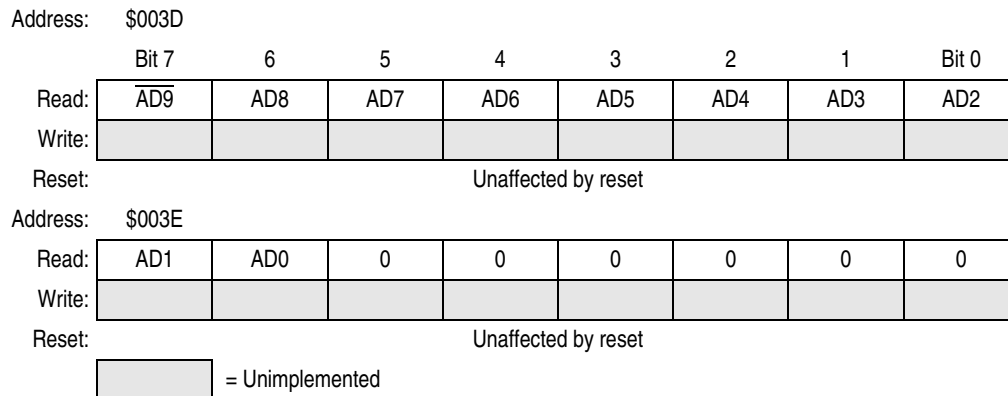 Address: $003D
Bit 7 6 5 4 3 2 1 Bit 0
Read: A̅D̅9̅ AD8 AD7 AD6 AD5 AD4 AD3 AD2
Write:
Reset: Unaffected by reset
Address: $003E
Read: AD1 AD0 0 0 0 0 0 0
Write:
Reset: Unaffected by reset
= Unimplemented